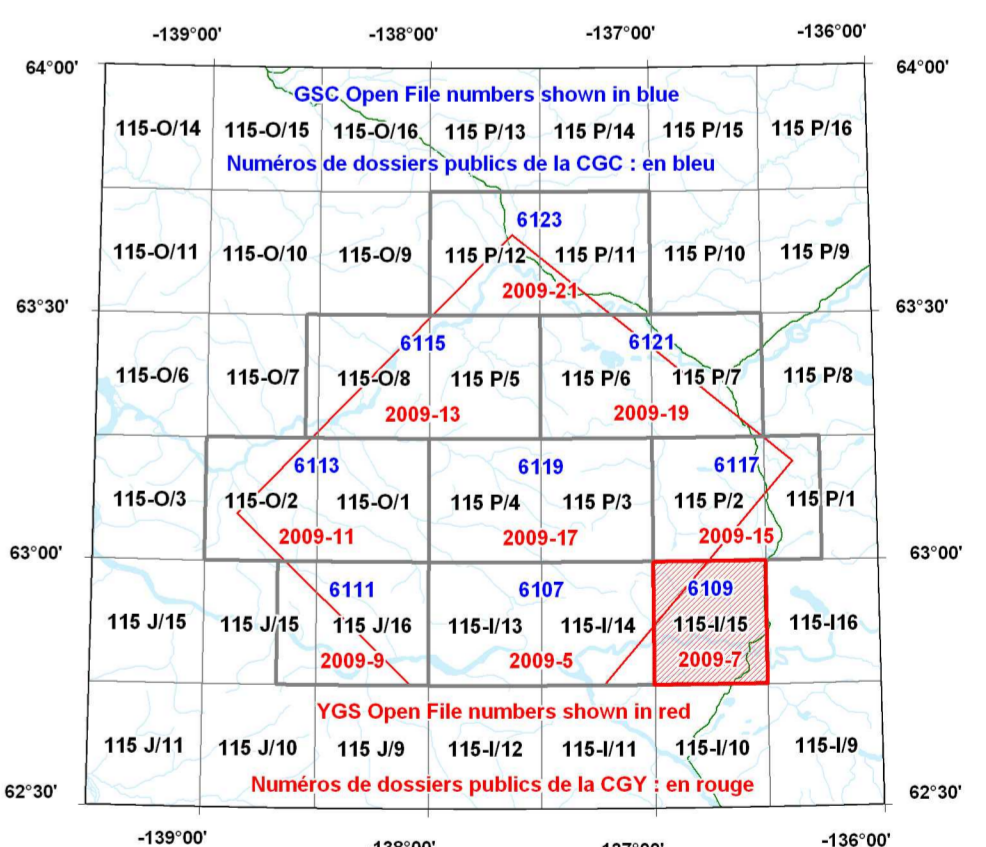 -139°00' -138°00' -137°00' -136°00'
64°00' 64°00'
GSC Open File numbers shown in blue
115-O/14 115-O/15 115-O/16 115 P/13 115 P/14 115 P/15 115 P/16
Numéros de dossiers publics de la CGC : en bleu
6123
115-O/11 115-O/10 115-O/9 115 P/12 115 P/11 115 P/10 115 P/9
2009-21
63°30' 63°30'
6115 6121
115-O/6 115-O/7 115-O/8 115 P/5 115 P/6 115 P/7 115 P/8
2009-13 2009-19
6113 6119 6117
115-O/3 115-O/2 115-O/1 115 P/4 115 P/3 115 P/2 115 P/1
2009-11 2009-17 2009-15
63°00' 63°00'
6111 6107 6109
115 J/15 115 J/15 115 J/16 115-I/13 115-I/14 115-I/15 115-I16
2009-9 2009-5 2009-7
YGS Open File numbers shown in red
115 J/11 115 J/10 115 J/9 115-I/12 115-I/11 115-I/10 115-I/9
Numéros de dossiers publics de la CGY : en rouge
62°30' 62°30'
-139°00' -138°00' -137°00' -136°00'